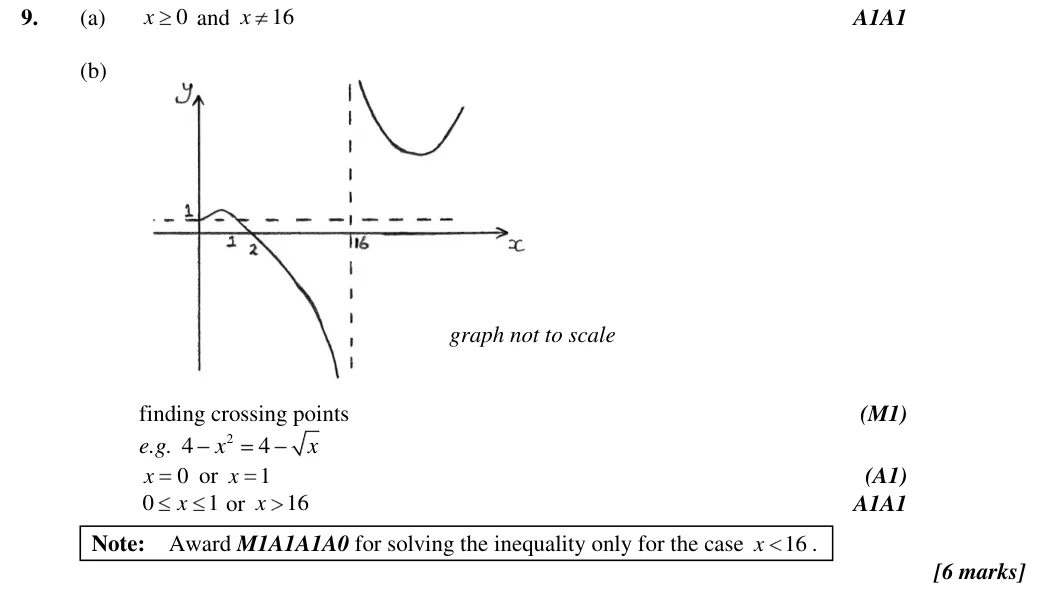 9. (a) x ≥ 0 and x ≠ 16 A1A1
(b)
y
1
1 2 16 x
graph not to scale
finding crossing points (M1)
e.g. 4 − x² = 4 − √x
x = 0 or x = 1 (A1)
0 ≤ x ≤ 1 or x > 16 A1A1
Note: Award M1A1A1A0 for solving the inequality only for the case x < 16 .
[6 marks]